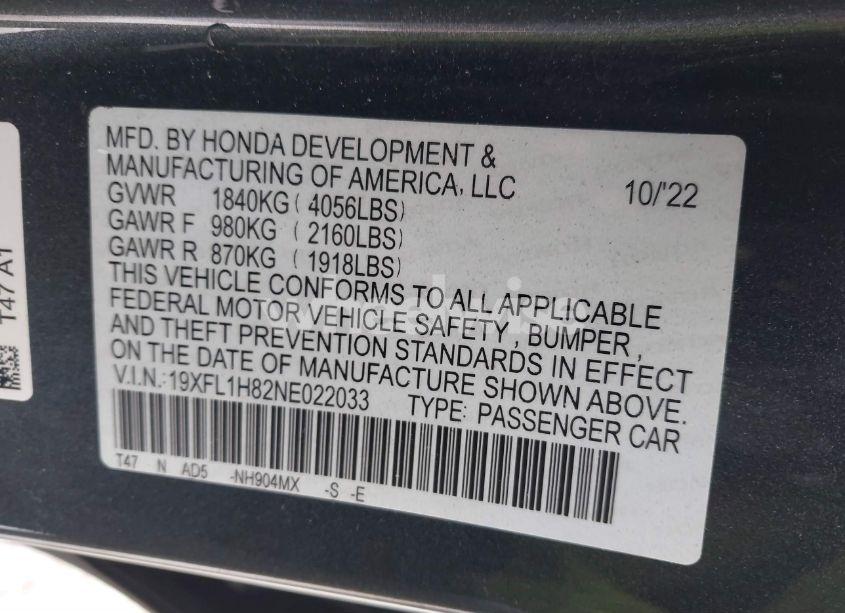 MFD. BY HONDA DEVELOPMENT &
MANUFACTURING OF AMERICA, LLC 10/'22
GVWR 1840KG ( 4056LBS)
GAWR F 980KG ( 2160LBS)
GAWR R 870KG ( 1918LBS)
THIS VEHICLE CONFORMS TO ALL APPLICABLE
FEDERAL MOTOR VEHICLE SAFETY, BUMPER,
AND THEFT PREVENTION STANDARDS IN EFFECT
ON THE DATE OF MANUFACTURE SHOWN ABOVE.
V.I.N.:19XFL1H82NE022033 TYPE: PASSENGER CAR
T47 N AD5 -NH904MX -S -E
T47 A1